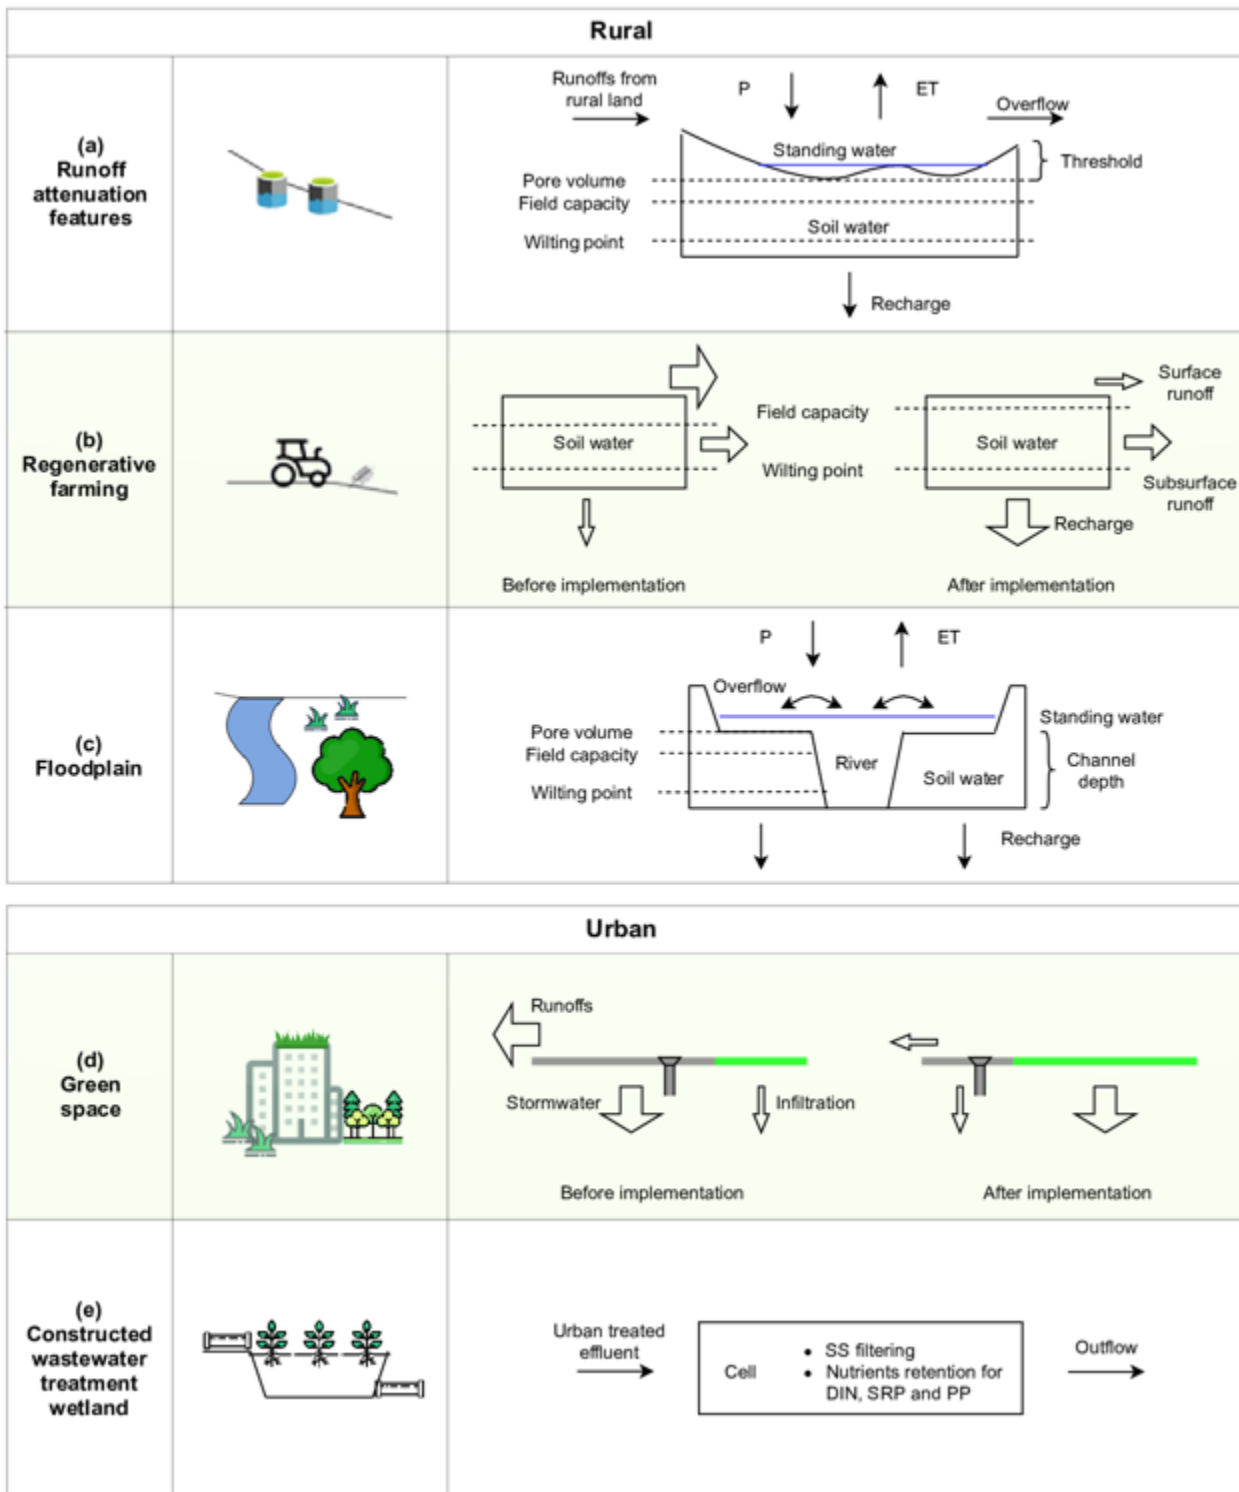 Rural
(a)
Runoff
attenuation
features
Runoffs from
rural land
P
ET
Overflow
Standing water
Threshold
Pore volume
Field capacity
Soil water
Wilting point
Recharge
(b)
Regenerative
farming
Surface
runoff
Field capacity
Soil water
Soil water
Wilting point
Subsurface
runoff
Recharge
Before implementation
After implementation
(c)
Floodplain
P
ET
Overflow
Standing water
Pore volume
Field capacity
River
Channel
depth
Soil water
Wilting point
Recharge
Urban
(d)
Green
space
Runoffs
Stormwater
Infiltration
Before implementation
After implementation
(e)
Constructed
wastewater
treatment
wetland
Urban treated
effluent
Cell
• SS filtering
• Nutrients retention for
DIN, SRP and PP
Outflow